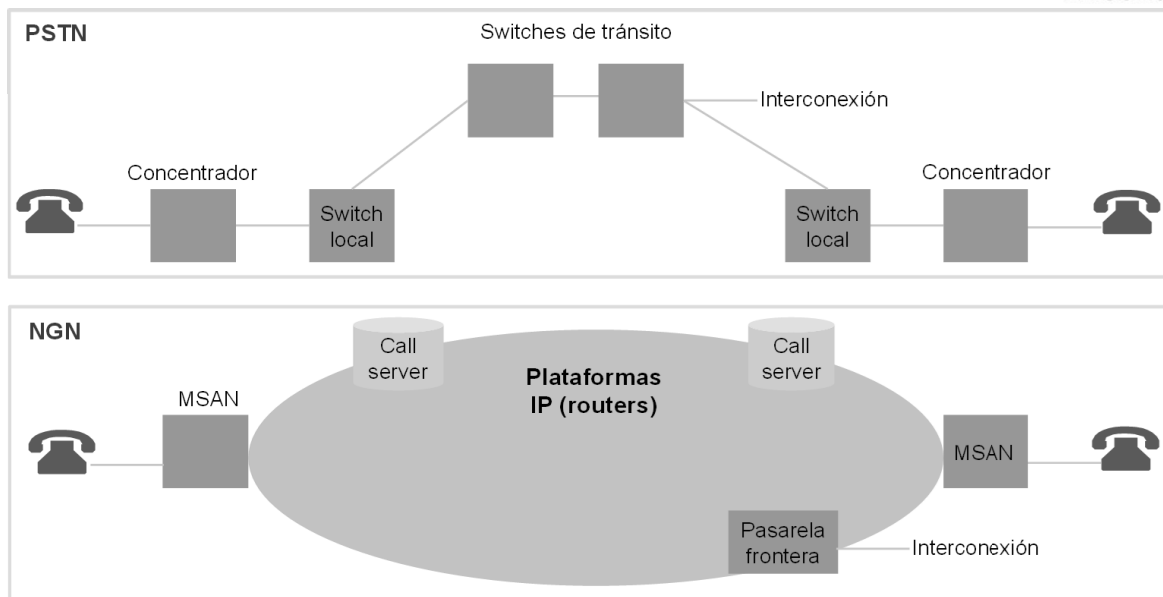 PSTN
Switches de tránsito
Interconexión
Concentrador
Concentrador
Switch
local
Switch
local
NGN
Call
server
Call
server
Plataformas
IP (routers)
MSAN
MSAN
Pasarela
frontera
Interconexión